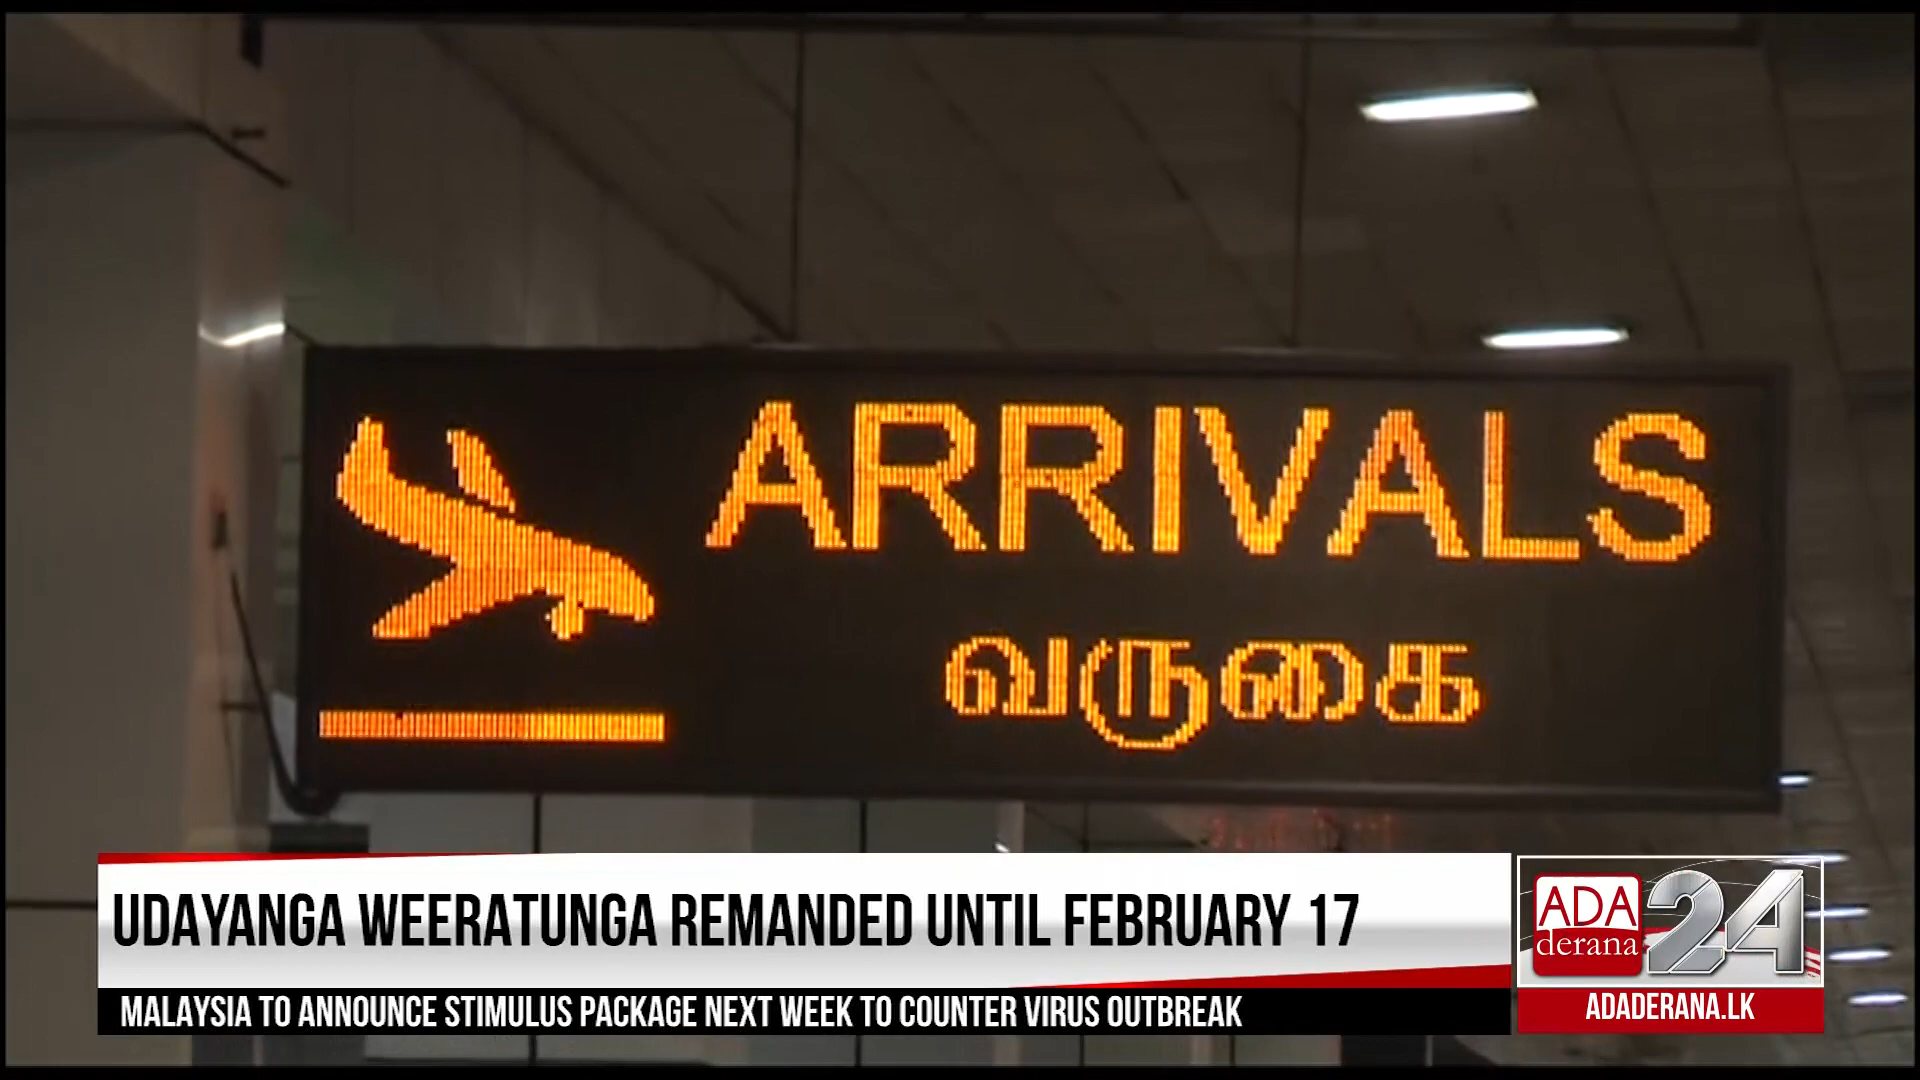 ARRIVALS
வருகை
UDAYANGA WEERATUNGA REMANDED UNTIL FEBRUARY 17
MALAYSIA TO ANNOUNCE STIMULUS PACKAGE NEXT WEEK TO COUNTER VIRUS OUTBREAK
ADA
derana
24
ADADERANA.LK